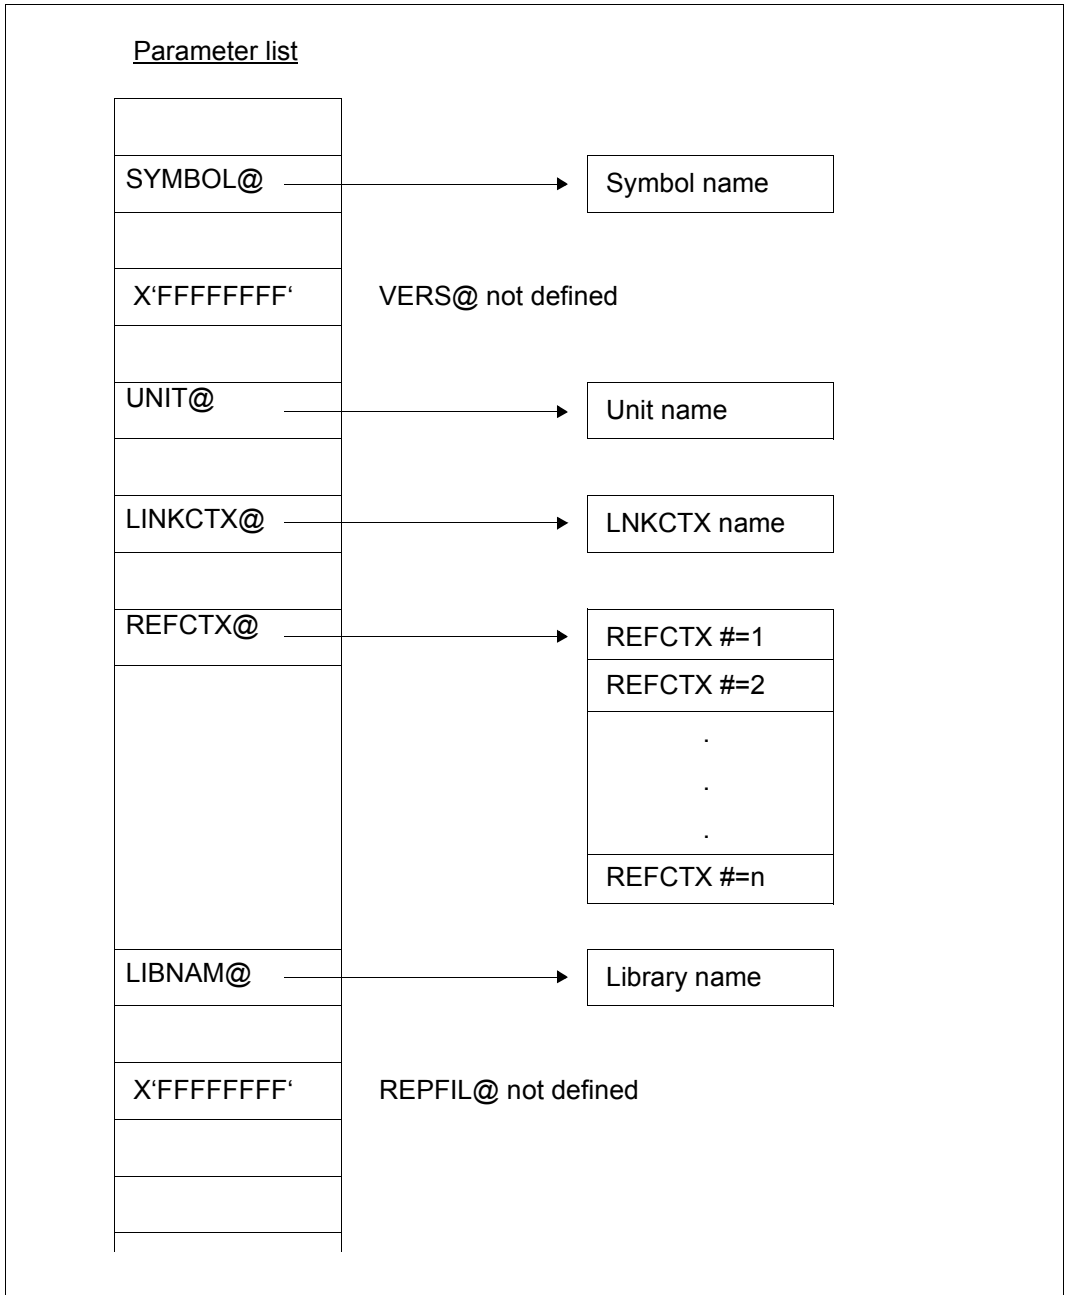 Parameter list
SYMBOL@ Symbol name
X‘FFFFFFFF‘ VERS@ not defined
UNIT@ Unit name
LINKCTX@ LNKCTX name
REFCTX@ REFCTX #=1
REFCTX #=2
.
.
.
REFCTX #=n
LIBNAM@ Library name
X‘FFFFFFFF‘ REPFIL@ not defined